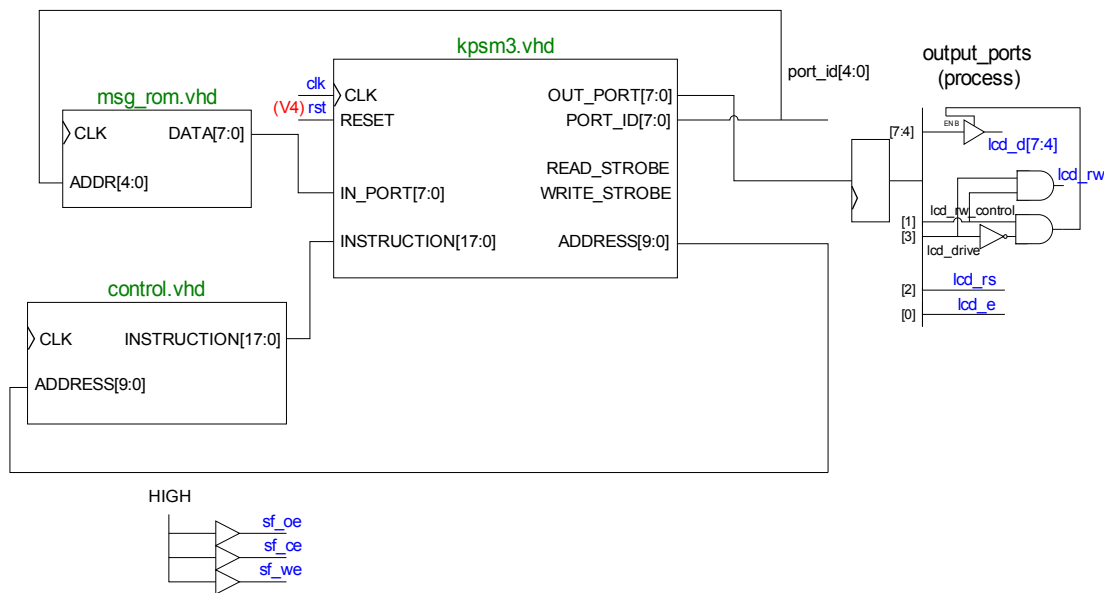 kpsm3.vhd
output_ports
(process)
port_id[4:0]
clk
CLK
OUT_PORT[7:0]
msg_rom.vhd
(V4) rst
RESET
PORT_ID[7:0]
CLK
DATA[7:0]
[7:4]
ENB
lcd_d[7:4]
READ_STROBE
ADDR[4:0]
IN_PORT[7:0]
WRITE_STROBE
lcd_rw
[1]
lcd_rw_control
INSTRUCTION[17:0]
ADDRESS[9:0]
[3]
lcd_drive
control.vhd
[2]
lcd_rs
[0]
lcd_e
CLK
INSTRUCTION[17:0]
ADDRESS[9:0]
HIGH
sf_oe
sf_ce
sf_we